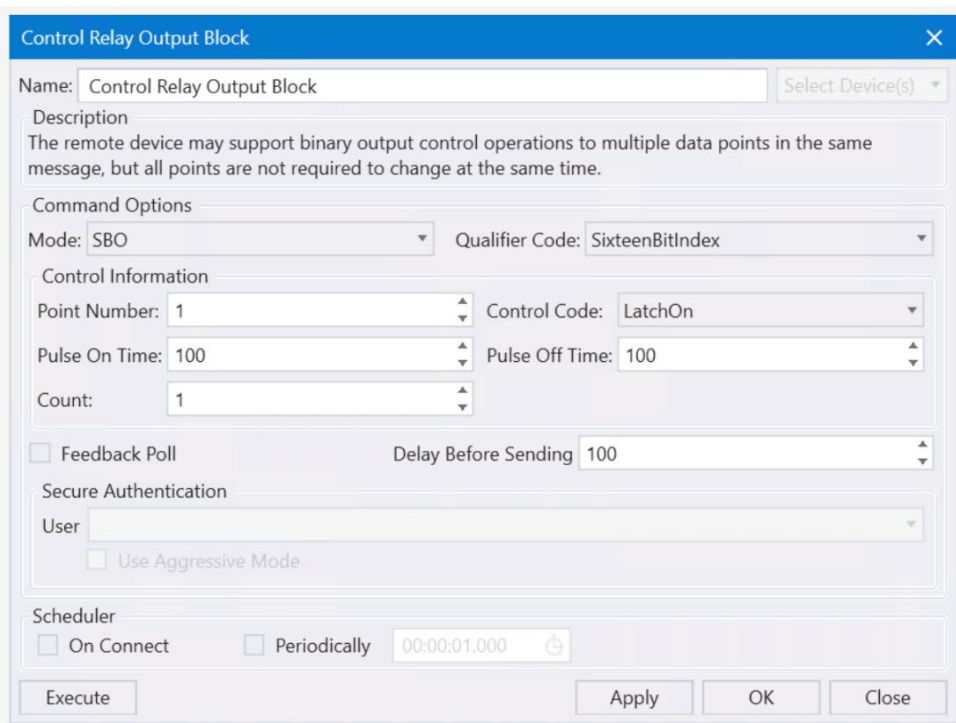 Control Relay Output Block
Name: Control Relay Output Block Select Device(s)
Description
The remote device may support binary output control operations to multiple data points in the same
message, but all points are not required to change at the same time.
Command Options
Mode: SBO Qualifier Code: SixteenBitIndex
Control Information
Point Number: 1 Control Code: LatchOn
Pulse On Time: 100 Pulse Off Time: 100
Count: 1
Feedback Poll Delay Before Sending 100
Secure Authentication
User
Use Aggressive Mode
Scheduler
On Connect Periodically 00:00:01.000
Execute Apply OK Close